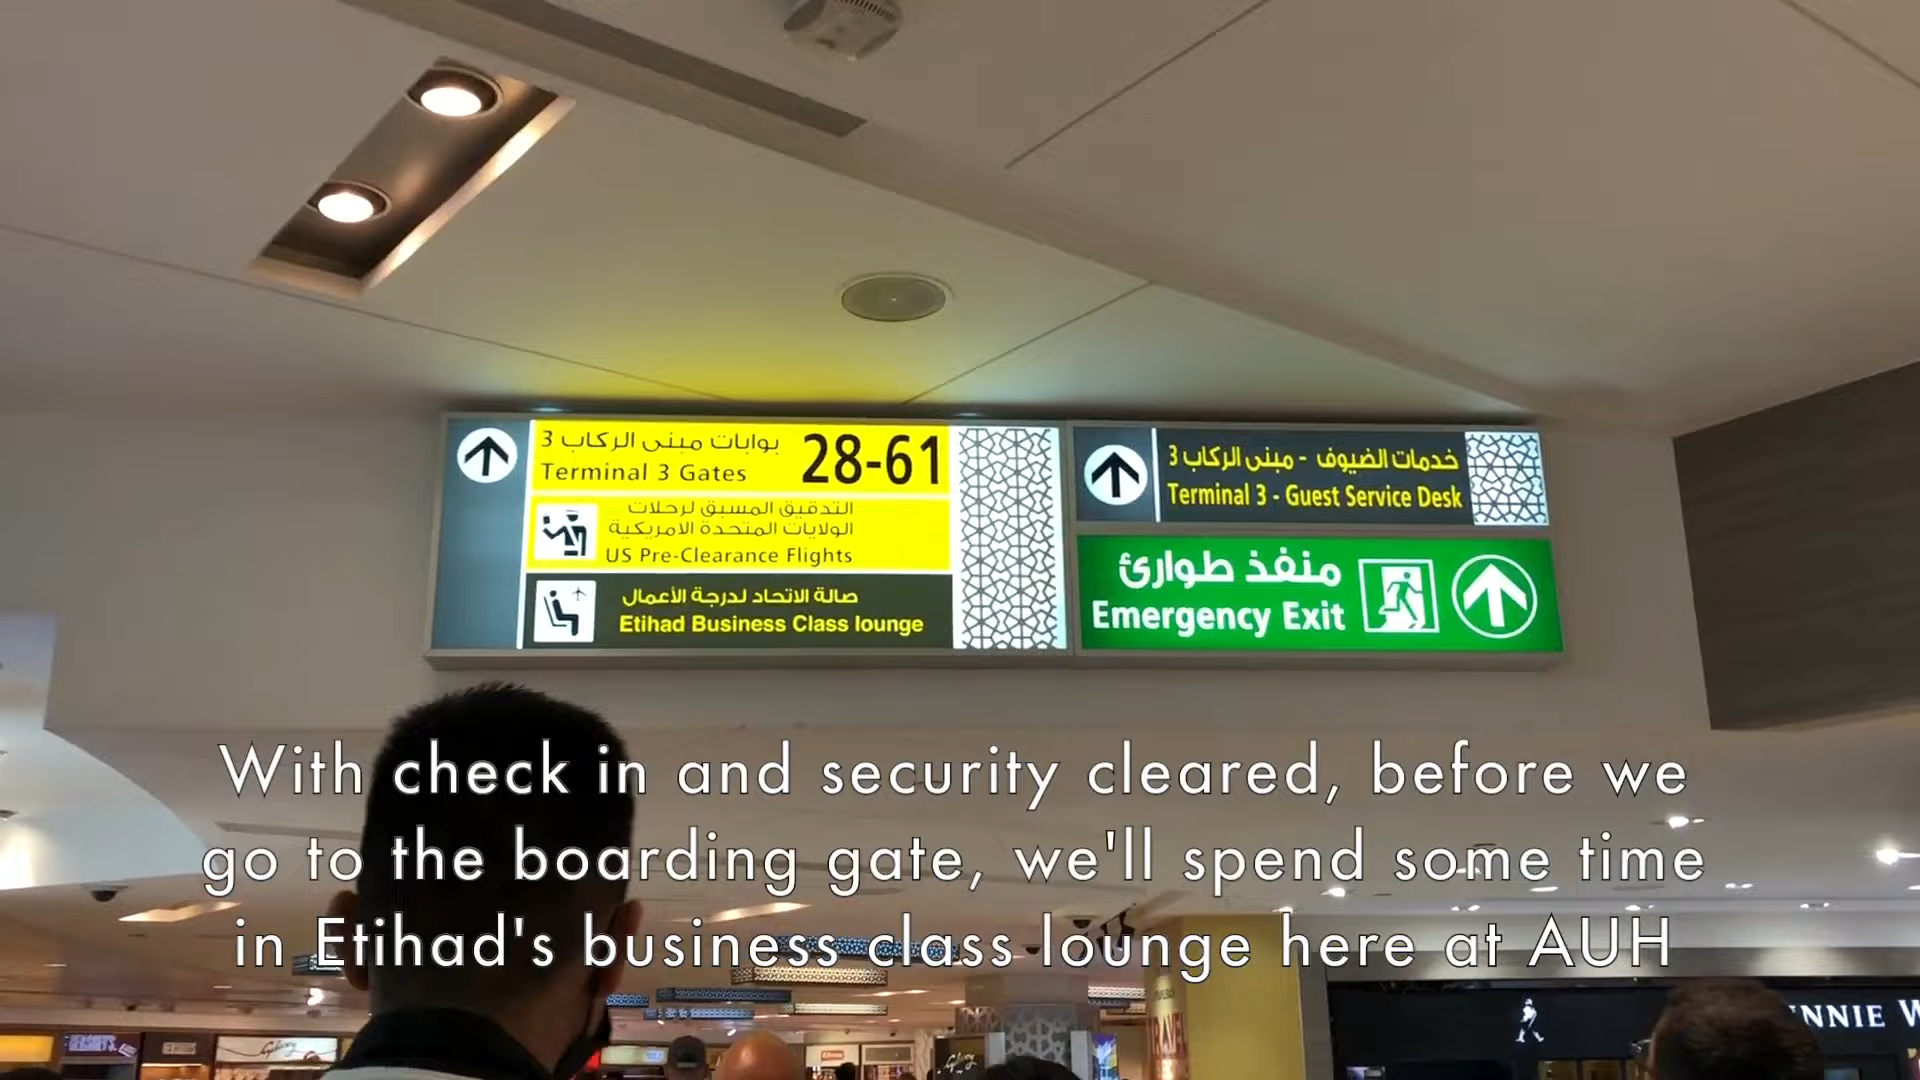 بوابات مبنى الركاب 3
Terminal 3 Gates
28-61
التدقيق المسبق لرحلات
الولايات المتحدة الامريكية
US Pre-Clearance Flights
صالة الاتحاد لدرجة الأعمال
Etihad Business Class lounge
خدمات الضيوف - مبنى الركاب 3
Terminal 3 - Guest Service Desk
منفذ طوارئ
Emergency Exit
With check in and security cleared, before we
go to the boarding gate, we'll spend some time
in Etihad's business class lounge here at AUH